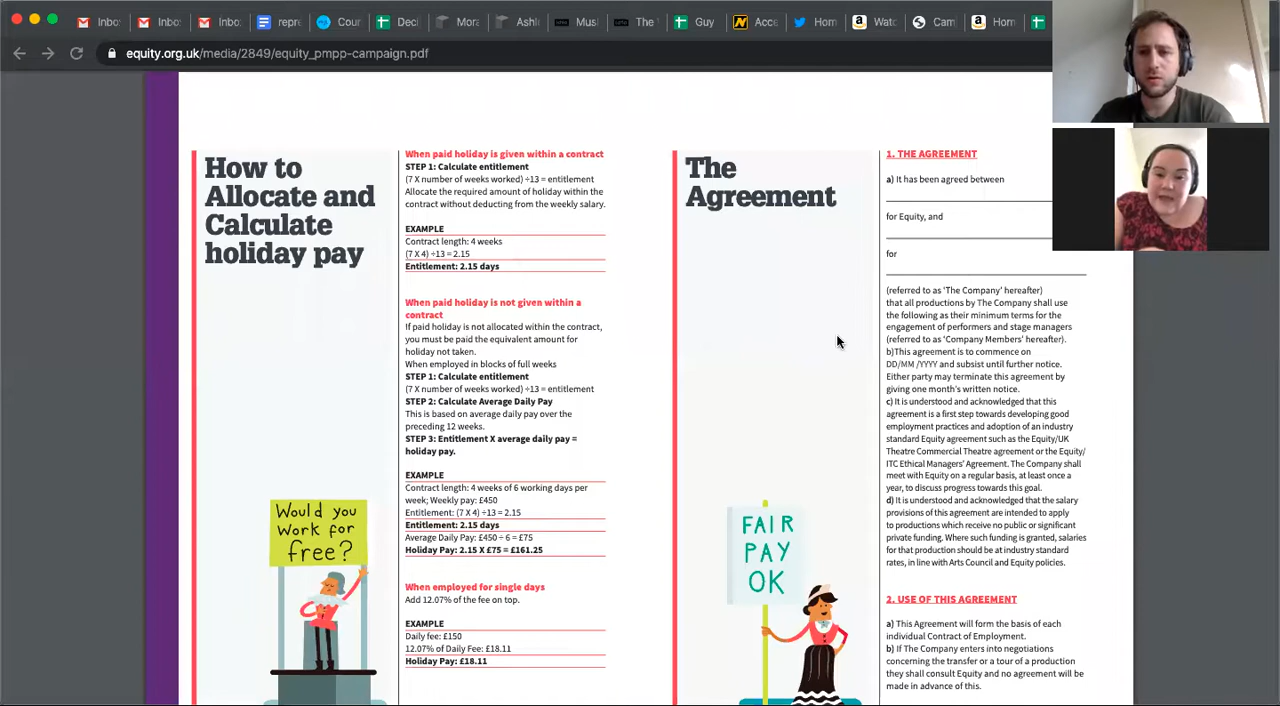 Inbo
Inbo
Inbo
repre
Cour
Deci
Mora
Ashl
Musi
The
Guy
Acce
Hom
Watc
Cam
Hom
equity.org.uk/media/2849/equity_pmpp-campaign.pdf
How to
Allocate and
Calculate
holiday pay
Would you
work for
free?
When paid holiday is given within a contract
STEP 1: Calculate entitlement
(7 X number of weeks worked) ÷13 = entitlement
Allocate the required amount of holiday within the
contract without deducting from the weekly salary.
EXAMPLE
Contract length: 4 weeks
(7 X 4) ÷13 = 2.15
Entitlement: 2.15 days
When paid holiday is not given within a
contract
If paid holiday is not allocated within the contract,
you must be paid the equivalent amount for
holiday not taken.
When employed in blocks of full weeks
STEP 1: Calculate entitlement
(7 X number of weeks worked) ÷13 = entitlement
STEP 2: Calculate Average Daily Pay
This is based on average daily pay over the
preceding 12 weeks.
STEP 3: Entitlement X average daily pay =
holiday pay.
EXAMPLE
Contract length: 4 weeks of 6 working days per
week; Weekly pay: £450
Entitlement: (7 X 4) ÷13 = 2.15
Entitlement: 2.15 days
Average Daily Pay: £450 ÷ 6 = £75
Holiday Pay: 2.15 X £75 = £161.25
When employed for single days
Add 12.07% of the fee on top.
EXAMPLE
Daily fee: £150
12.07% of Daily Fee: £18.11
Holiday Pay: £18.11
The
Agreement
FAIR
PAY
OK
1. THE AGREEMENT
a) It has been agreed between
for Equity, and
for
(referred to as 'The Company' hereafter)
that all productions by The Company shall use
the following as their minimum terms for the
engagement of performers and stage managers
(referred to as 'Company Members' hereafter).
b)This agreement is to commence on
DD/MM /YYYY and subsist until further notice.
Either party may terminate this agreement by
giving one month's written notice.
c) It is understood and acknowledged that this
agreement is a first step towards developing good
employment practices and adoption of an industry
standard Equity agreement such as the Equity/UK
Theatre Commercial Theatre agreement or the Equity/
ITC Ethical Managers' Agreement. The Company shall
meet with Equity on a regular basis, at least once a
year, to discuss progress towards this goal.
d) It is understood and acknowledged that the salary
provisions of this agreement are intended to apply
to productions which receive no public or significant
private funding. Where such funding is granted, salaries
for that production should be at industry standard
rates, in line with Arts Council and Equity policies.
2. USE OF THIS AGREEMENT
a) This Agreement will form the basis of each
individual Contract of Employment.
b) If The Company enters into negotiations
concerning the transfer or a tour of a production
they shall consult Equity and no agreement will be
made in advance of this.